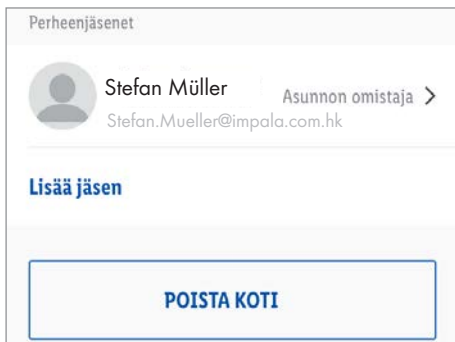 Perheenjäsenet
Stefan Müller
Asunnon omistaja >
Stefan.Mueller@impala.com.hk
Lisää jäsen
POISTA KOTI